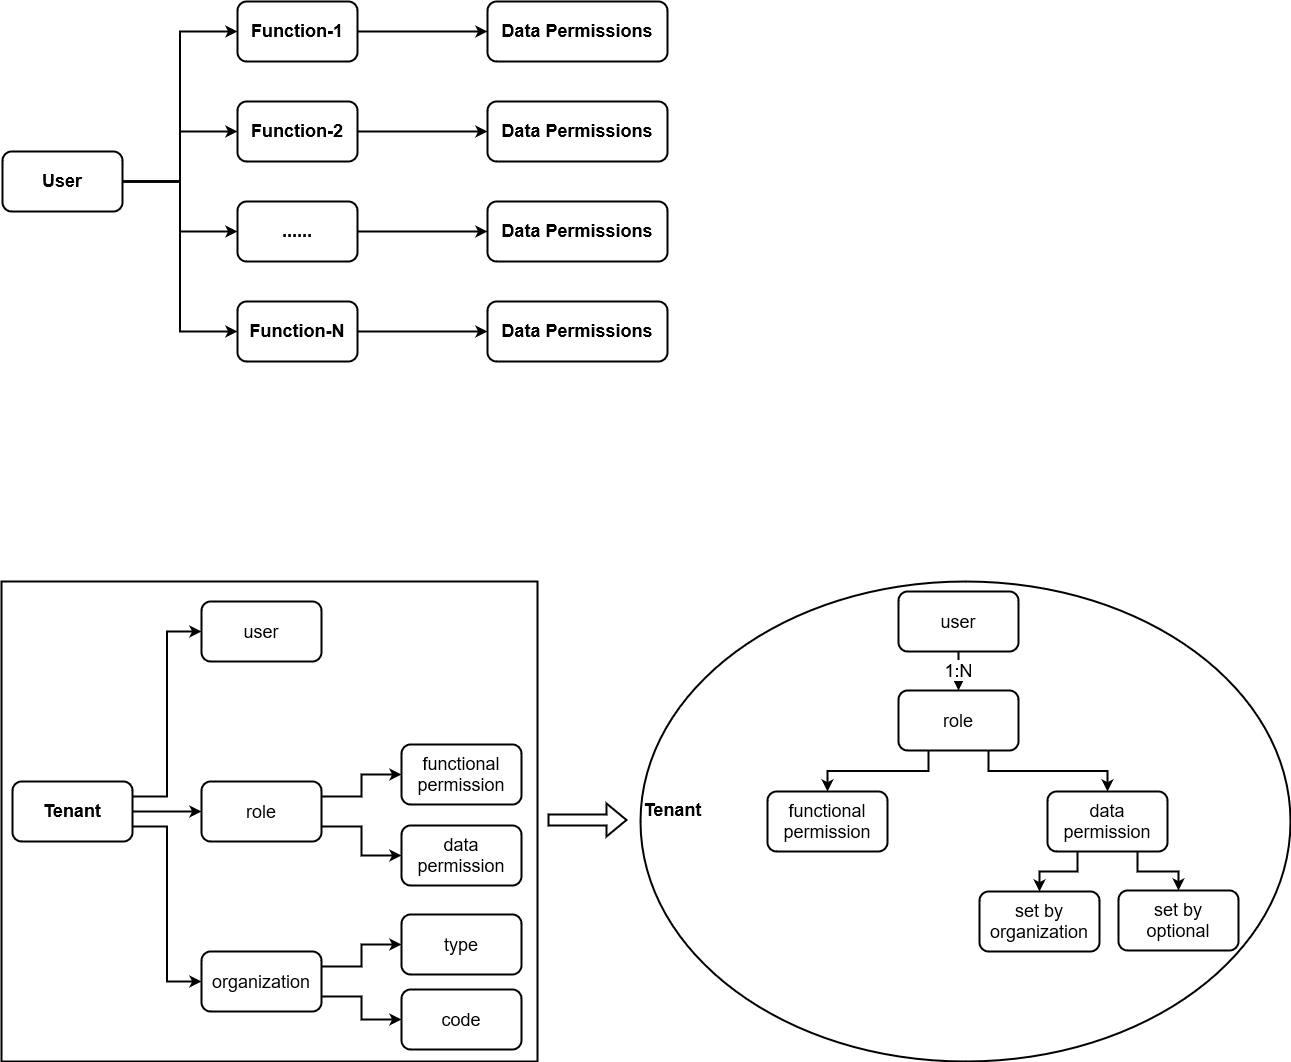 Function-1
Data Permissions
Function-2
Data Permissions
User
......
Data Permissions
Function-N
Data Permissions
user
functional
permission
Tenant
role
data
permission
type
organization
code
user
1:N
role
Tenant
functional
permission
data
permission
set by
organization
set by
optional